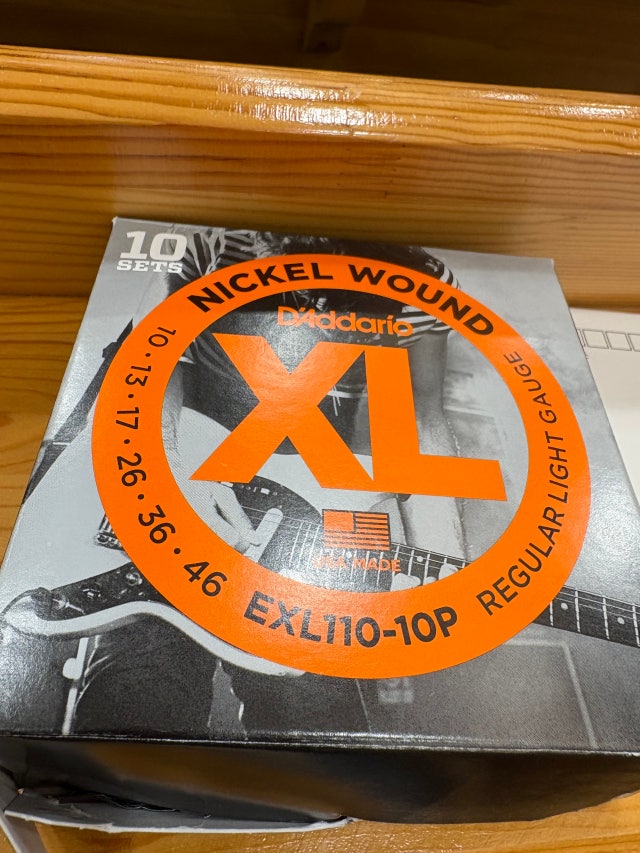 10
SETS
NICKEL WOUND
D'Addario
XL
10 · 13 · 17 · 26 · 36 · 46
REGULAR LIGHT GAUGE
USA MADE
EXL110-10P